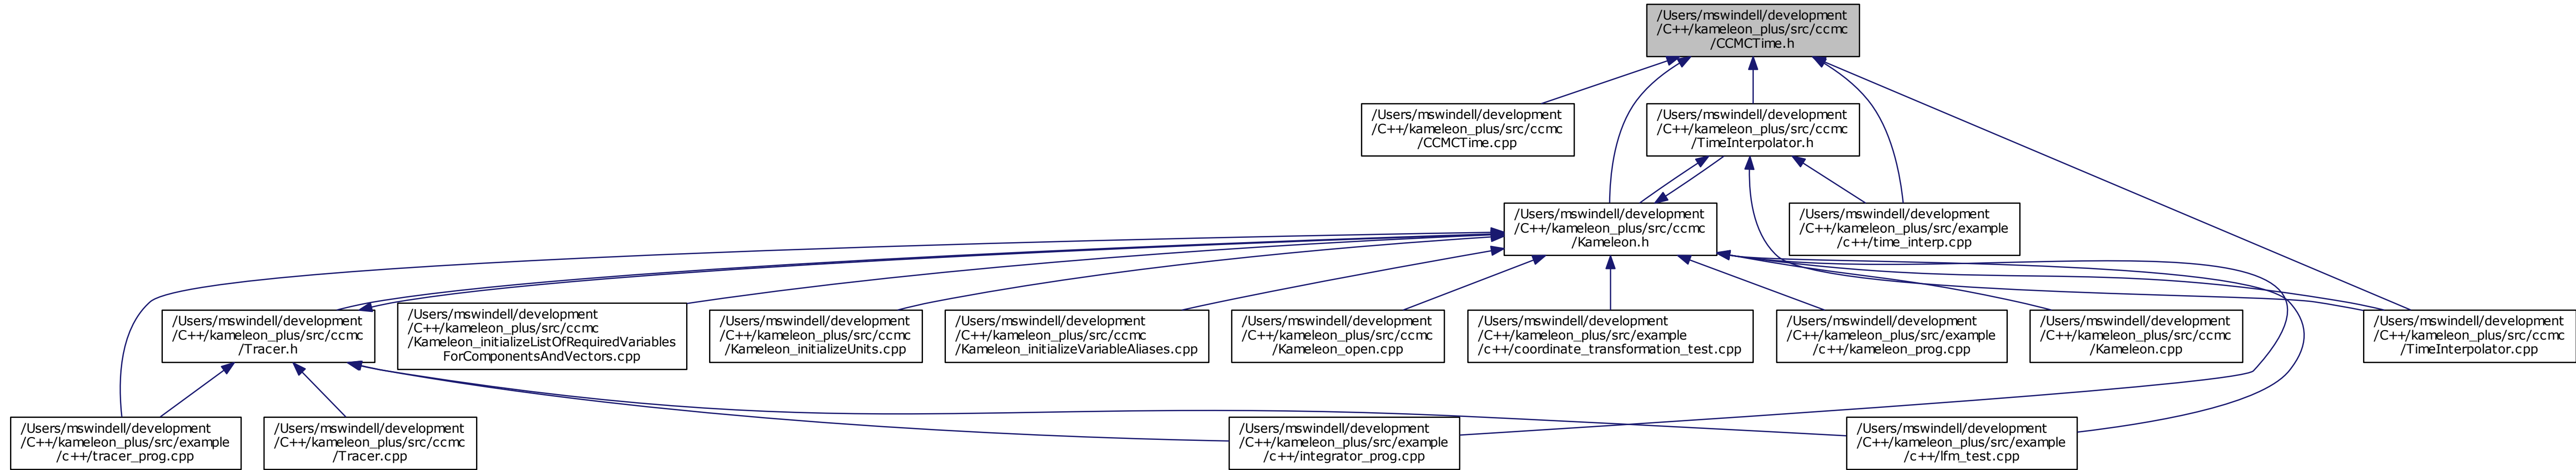 /Users/mswindell/development
/C++/kameleon_plus/src/ccmc
/CCMCTime.h
/Users/mswindell/development
/C++/kameleon_plus/src/ccmc
/CCMCTime.cpp
/Users/mswindell/development
/C++/kameleon_plus/src/ccmc
/TimeInterpolator.h
/Users/mswindell/development
/C++/kameleon_plus/src/ccmc
/Kameleon.h
/Users/mswindell/development
/C++/kameleon_plus/src/example
/c++/time_interp.cpp
/Users/mswindell/development
/C++/kameleon_plus/src/ccmc
/Tracer.h
/Users/mswindell/development
/C++/kameleon_plus/src/ccmc
/Kameleon_initializeListOfRequiredVariables
ForComponentsAndVectors.cpp
/Users/mswindell/development
/C++/kameleon_plus/src/ccmc
/Kameleon_initializeUnits.cpp
/Users/mswindell/development
/C++/kameleon_plus/src/ccmc
/Kameleon_initializeVariableAliases.cpp
/Users/mswindell/development
/C++/kameleon_plus/src/ccmc
/Kameleon_open.cpp
/Users/mswindell/development
/C++/kameleon_plus/src/example
/c++/coordinate_transformation_test.cpp
/Users/mswindell/development
/C++/kameleon_plus/src/example
/c++/kameleon_prog.cpp
/Users/mswindell/development
/C++/kameleon_plus/src/ccmc
/Kameleon.cpp
/Users/mswindell/development
/C++/kameleon_plus/src/ccmc
/TimeInterpolator.cpp
/Users/mswindell/development
/C++/kameleon_plus/src/example
/c++/tracer_prog.cpp
/Users/mswindell/development
/C++/kameleon_plus/src/ccmc
/Tracer.cpp
/Users/mswindell/development
/C++/kameleon_plus/src/example
/c++/integrator_prog.cpp
/Users/mswindell/development
/C++/kameleon_plus/src/example
/c++/lfm_test.cpp